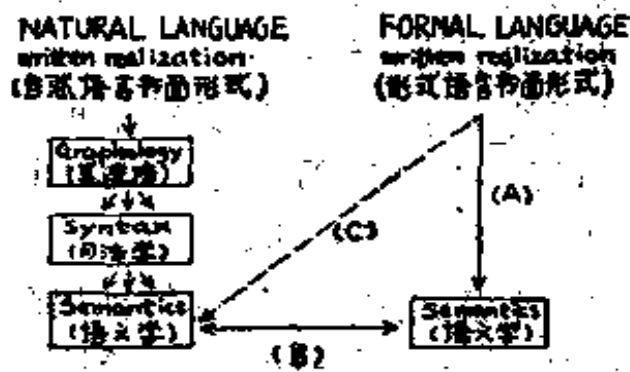 NATURAL LANGUAGE
written realization
(自然语言书面形式)
FORMAL LANGUAGE
written realization
(形式语言书面形式)
Graphology
Syntax
(句法学)
Semantics
(语义学)
Semantics
(语义学)
(A)
(C)
(B)